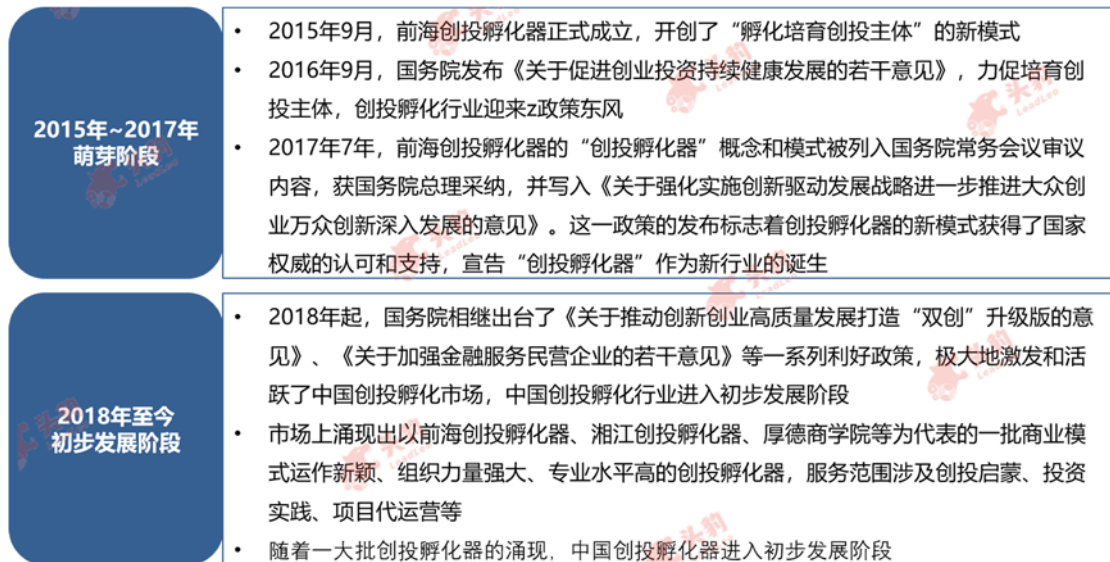 2015年~2017年
萌芽阶段
• 2015年9月，前海创投孵化器正式成立，开创了“孵化培育创投主体”的新模式
• 2016年9月，国务院发布《关于促进创业投资持续健康发展的若干意见》，力促培育创
投主体，创投孵化行业迎来z政策东风
• 2017年7年，前海创投孵化器的“创投孵化器”概念和模式被列入国务院常务会议审议
内容，获国务院总理采纳，并写入《关于强化实施创新驱动发展战略进一步推进大众创
业万众创新深入发展的意见》。这一政策的发布标志着创投孵化器的新模式获得了国家
权威的认可和支持，宣告“创投孵化器”作为新行业的诞生
2018年至今
初步发展阶段
• 2018年起，国务院相继出台了《关于推动创新创业高质量发展打造“双创”升级版的意
见》、《关于加强金融服务民营企业的若干意见》等一系列利好政策，极大地激发和活
跃了中国创投孵化市场，中国创投孵化行业进入初步发展阶段
• 市场上涌现出以前海创投孵化器、湘江创投孵化器、厚德商学院等为代表的一批商业模
式运作新颖、组织力量强大、专业水平高的创投孵化器，服务范围涉及创投启蒙、投资
实践、项目代运营等
• 随着一大批创投孵化器的涌现，中国创投孵化器进入初步发展阶段
头豹
LeadLeo
头豹
LeadLeo
头豹
LeadLeo
头豹
LeadLeo
头豹
LeadLeo
头豹
LeadLeo
头豹